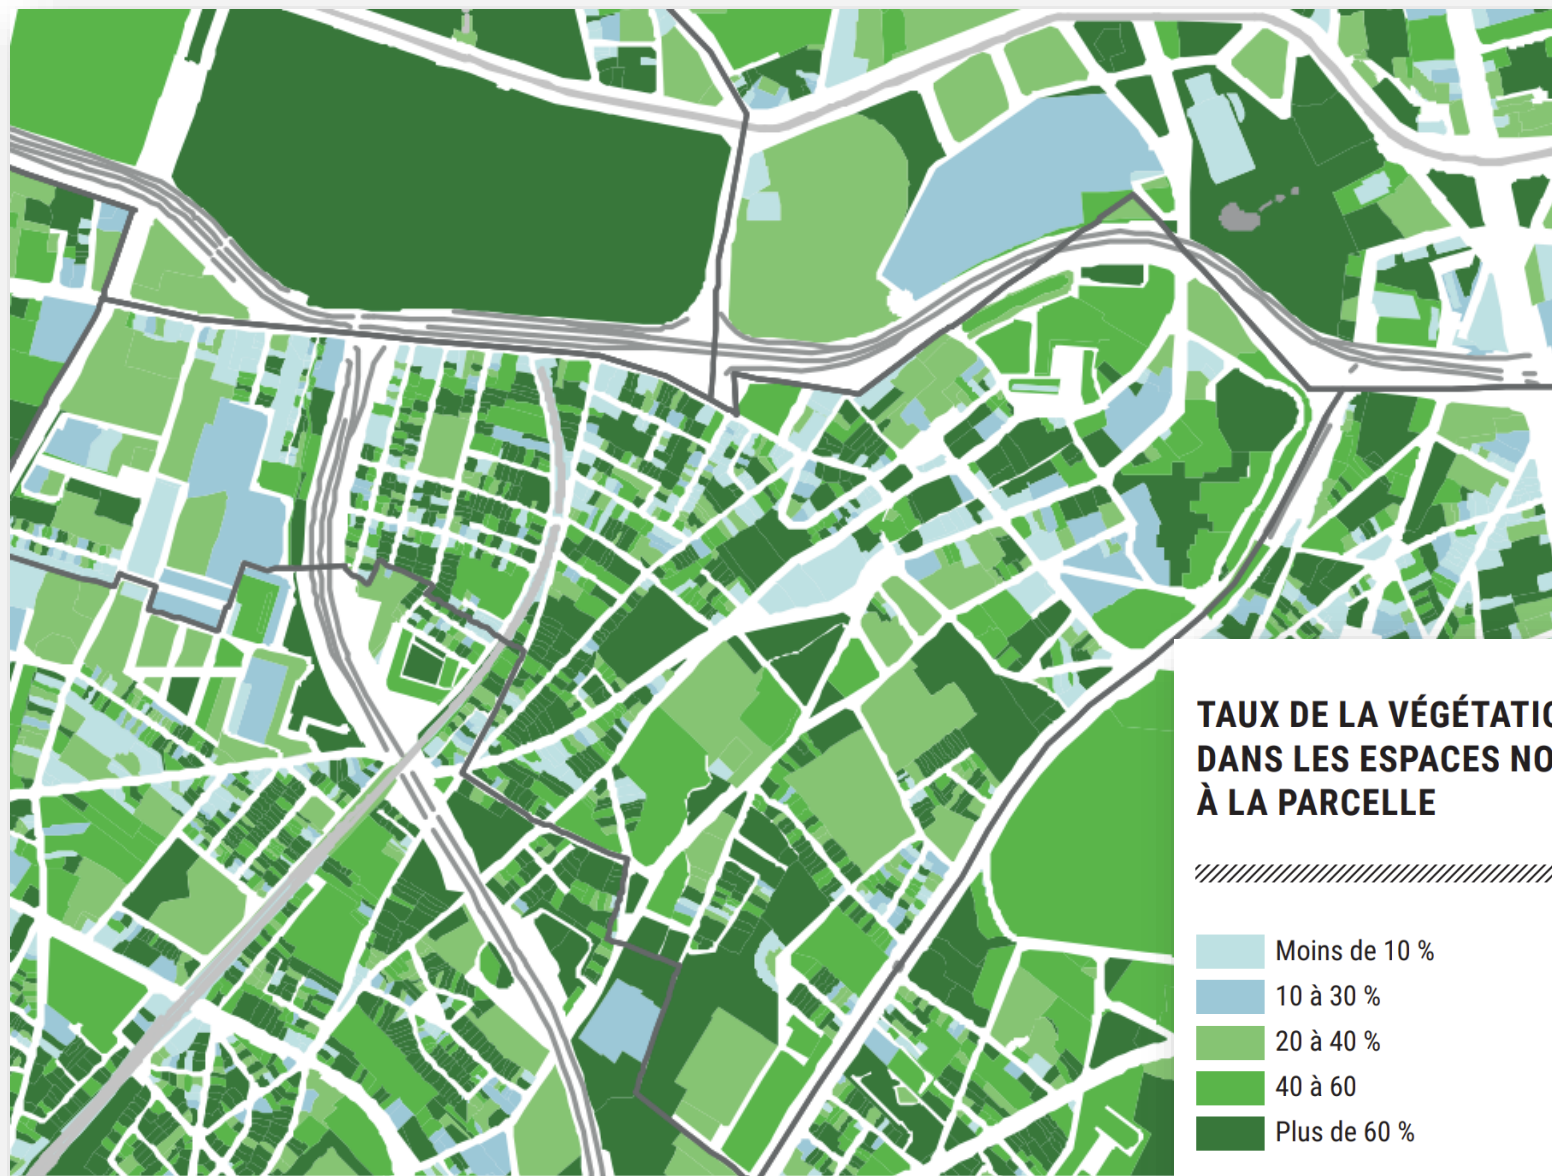 TAUX DE LA VÉGÉTATIO
DANS LES ESPACES NO
À LA PARCELLE
Moins de 10 %
10 à 30 %
20 à 40 %
40 à 60
Plus de 60 %